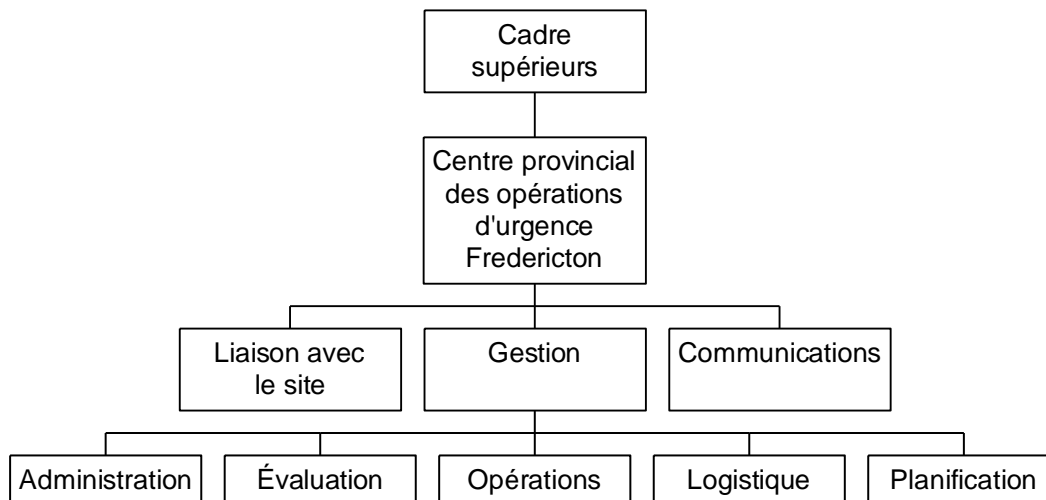 Cadre
supérieurs
Centre provincial
des opérations
d'urgence
Fredericton
Liaison avec
le site
Gestion
Communications
Administration
Évaluation
Opérations
Logistique
Planification